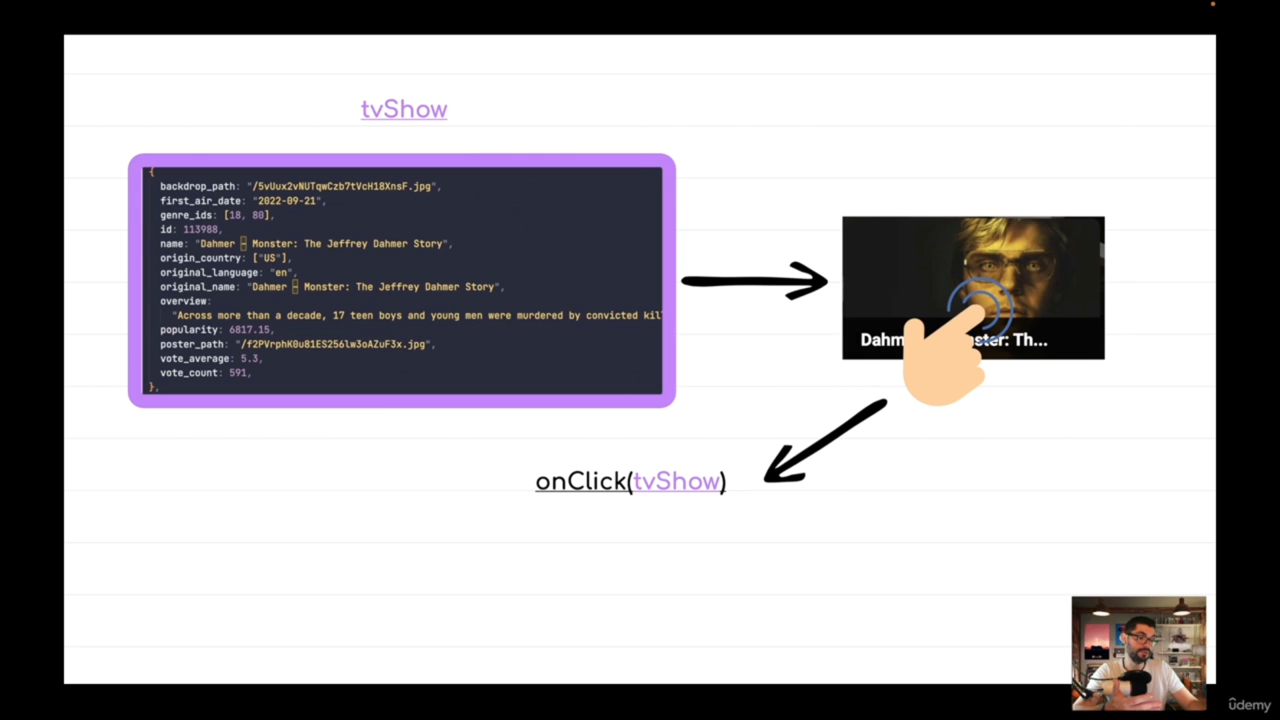 tvShow
{
backdrop_path: "/5vUux2vNUTqwCzb7tVcH18XnsF.jpg",
first_air_date: "2022-09-21",
genre_ids: [18, 80],
id: 113988,
name: "Dahmer – Monster: The Jeffrey Dahmer Story",
origin_country: ["US"],
original_language: "en",
original_name: "Dahmer – Monster: The Jeffrey Dahmer Story",
overview:
"Across more than a decade, 17 teen boys and young men were murdered by convicted kil
popularity: 6817.15,
poster_path: "/f2PVrphK0u81ES256lw3oAZuF3x.jpg",
vote_average: 5.3,
vote_count: 591,
},
Dahm ster: Th...
onClick(tvShow)
ûdemy